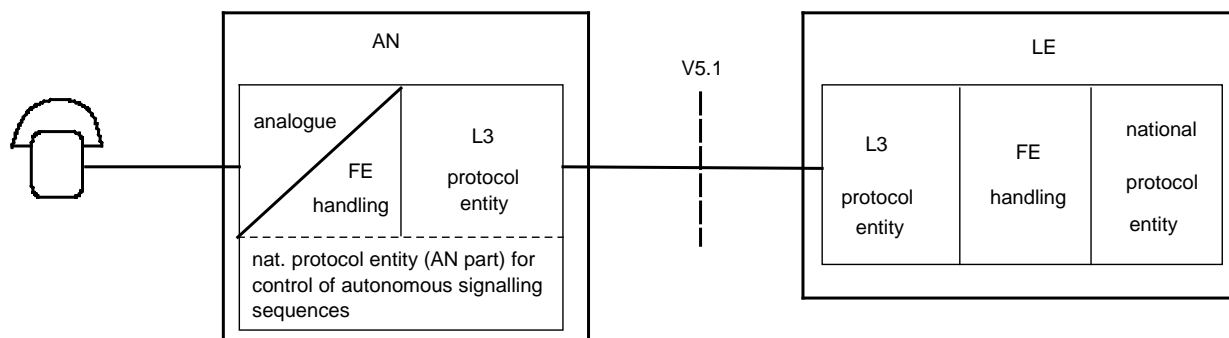 AN
V5.1
LE
analogue
FE
handling
L3
protocol
entity
nat. protocol entity (AN part) for
control of autonomous signalling
sequences
L3
protocol
entity
FE
handling
national
protocol
entity